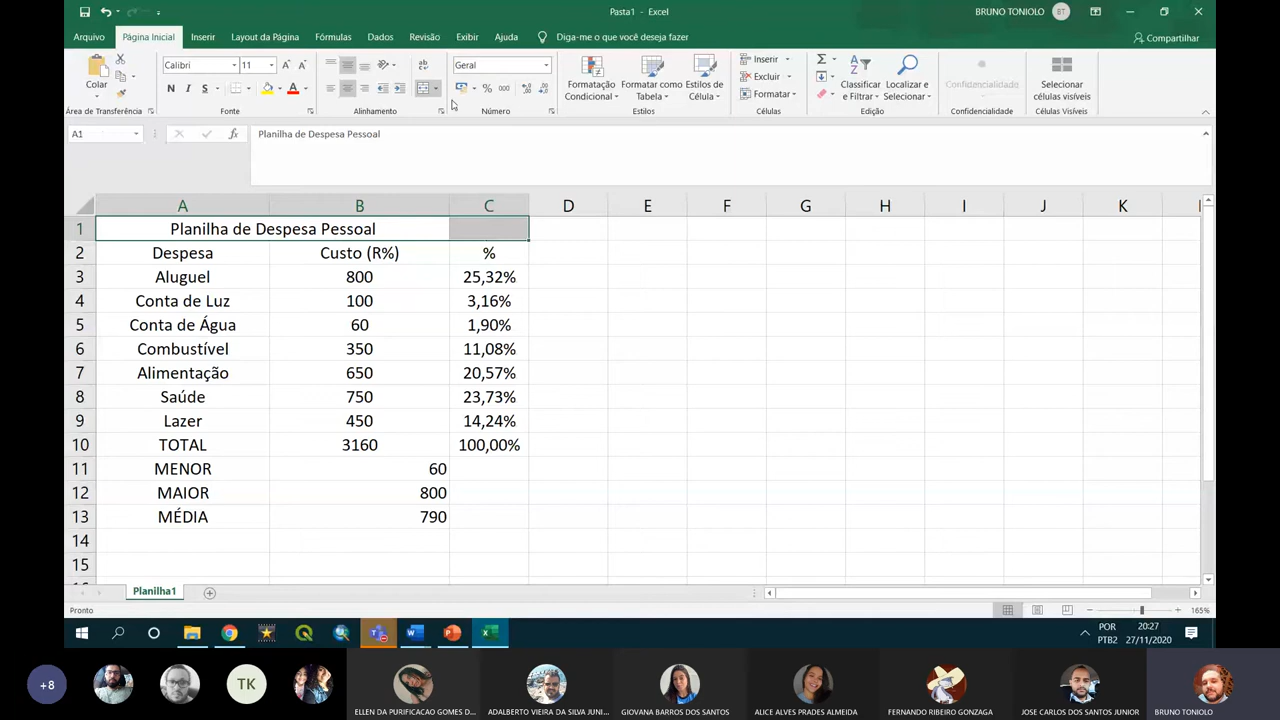 Pasta1 - Excel
BRUNO TONIOLO
BT
Arquivo
Página Inicial
Inserir
Layout da Página
Fórmulas
Dados
Revisão
Exibir
Ajuda
Diga-me o que você deseja fazer
Compartilhar
Colar
Área de Transferência
Calibri
11
N I S
Fonte
Alinhamento
Geral
% 000
Número
Formatação
Condicional
Formatar como
Tabela
Estilos de
Célula
Estilos
Inserir
Excluir
Formatar
Células
Classificar
e Filtrar
Localizar e
Selecionar
Edição
Confidencialidade
Confidencialidade
Selecionar
células visíveis
Células Visíveis
A1
fx
Planilha de Despesa Pessoal
A B C D E F G H I J K
1 Planilha de Despesa Pessoal
2 Despesa Custo (R%) %
3 Aluguel 800 25,32%
4 Conta de Luz 100 3,16%
5 Conta de Água 60 1,90%
6 Combustível 350 11,08%
7 Alimentação 650 20,57%
8 Saúde 750 23,73%
9 Lazer 450 14,24%
10 TOTAL 3160 100,00%
11 MENOR 60
12 MAIOR 800
13 MÉDIA 790
14
15
Planilha1
Pronto
165%
POR
PTB2
20:27
27/11/2020
+8
TK
ELLEN DA PURIFICACAO GOMES D...
ADALBERTO VIEIRA DA SILVA JUNI...
GIOVANA BARROS DOS SANTOS
ALICE ALVES PRADES ALMEIDA
FERNANDO RIBEIRO GONZAGA
JOSE CARLOS DOS SANTOS JUNIOR
BRUNO TONIOLO